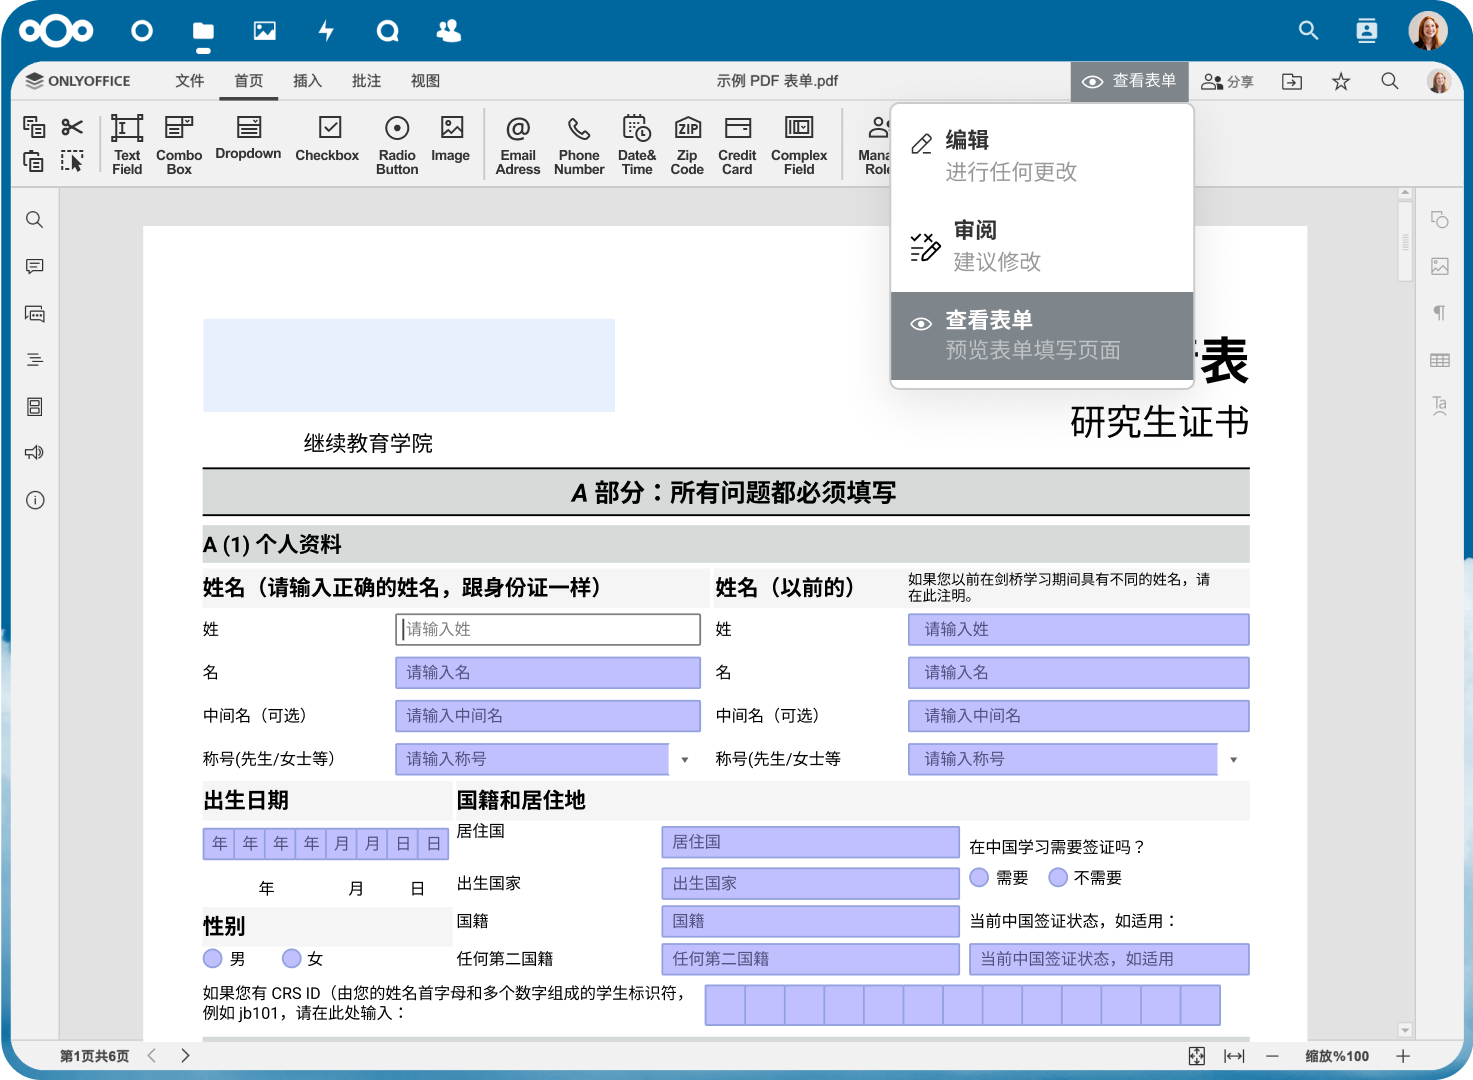 ONLYOFFICE
文件
首页
插入
批注
视图
示例 PDF 表单.pdf
查看表单
分享
Text
Field
Combo
Box
Dropdown
Checkbox
Radio
Button
Image
Email
Adress
Phone
Number
Date&
Time
ZIP
Zip
Code
Credit
Card
Complex
Field
编辑
进行任何更改
审阅
建议修改
查看表单
预览表单填写页面
表
研究生证书
继续教育学院
A 部分：所有问题都必须填写
A (1) 个人资料
姓名（请输入正确的姓名，跟身份证一样）
姓名（以前的）
如果您以前在剑桥学习期间具有不同的姓名，请
在此注明。
姓
请输入姓
姓
请输入姓
名
请输入名
名
请输入名
中间名（可选）
请输入中间名
中间名（可选）
请输入中间名
称号(先生/女士等）
请输入称号
称号(先生/女士等
请输入称号
出生日期
国籍和居住地
年 年 年 年 月 月 日 日
年 月 日
居住国
居住国
在中国学习需要签证吗？
出生国家
出生国家
需要
不需要
性别
国籍
国籍
当前中国签证状态，如适用：
男
女
任何第二国籍
任何第二国籍
当前中国签证状态，如适用
如果您有 CRS ID（由您的姓名首字母和多个数字组成的学生标识符，
例如 jb101，请在此处输入：
第1页共6页
缩放%100